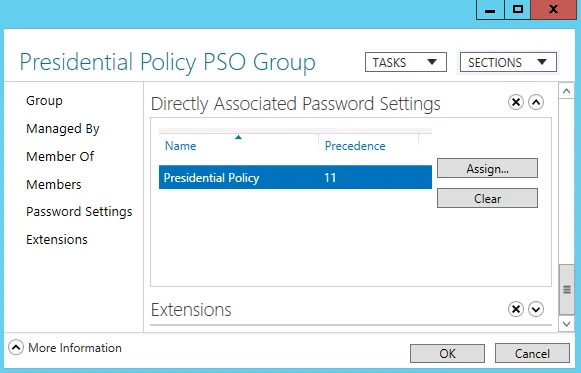 Presidential Policy PSO Group
TASKS
SECTIONS
Group
Managed By
Member Of
Members
Password Settings
Extensions
Directly Associated Password Settings
Name Precedence
Presidential Policy 11
Assign...
Clear
Extensions
More Information
OK
Cancel